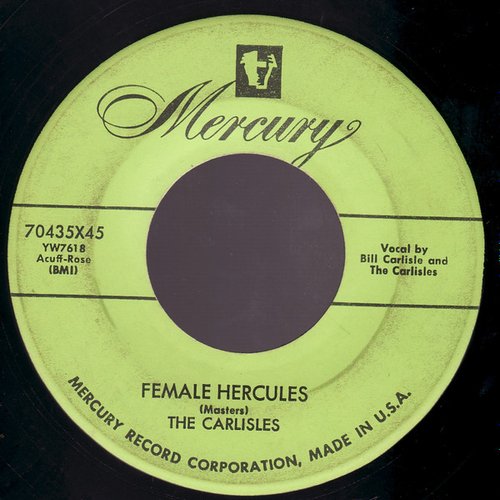 Mercury
70435X45
YW7618
Acuff-Rose
(BMI)
Vocal by
Bill Carlisle and
The Carlisles
FEMALE HERCULES
(Masters)
THE CARLISLES
MERCURY RECORD CORPORATION, MADE IN U.S.A.